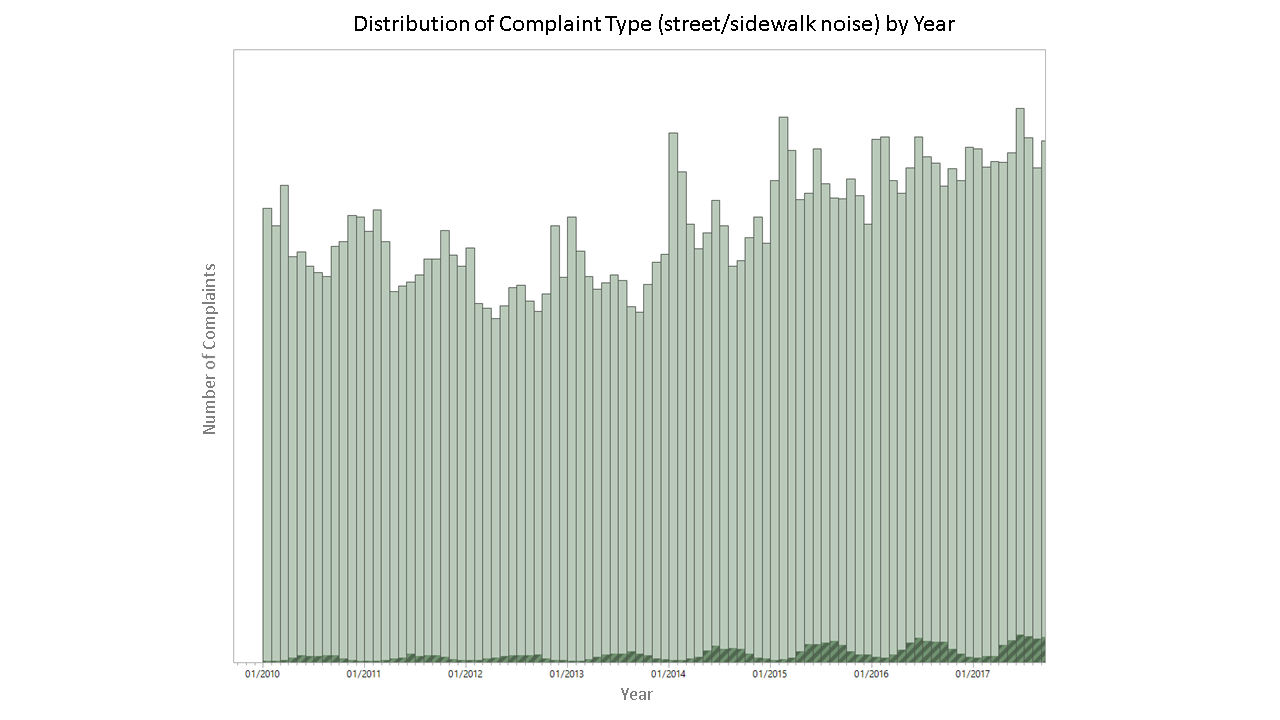 Distribution of Complaint Type (street/sidewalk noise) by Year
Number of Complaints
01/2010 01/2011 01/2012 01/2013 01/2014 01/2015 01/2016 01/2017
Year